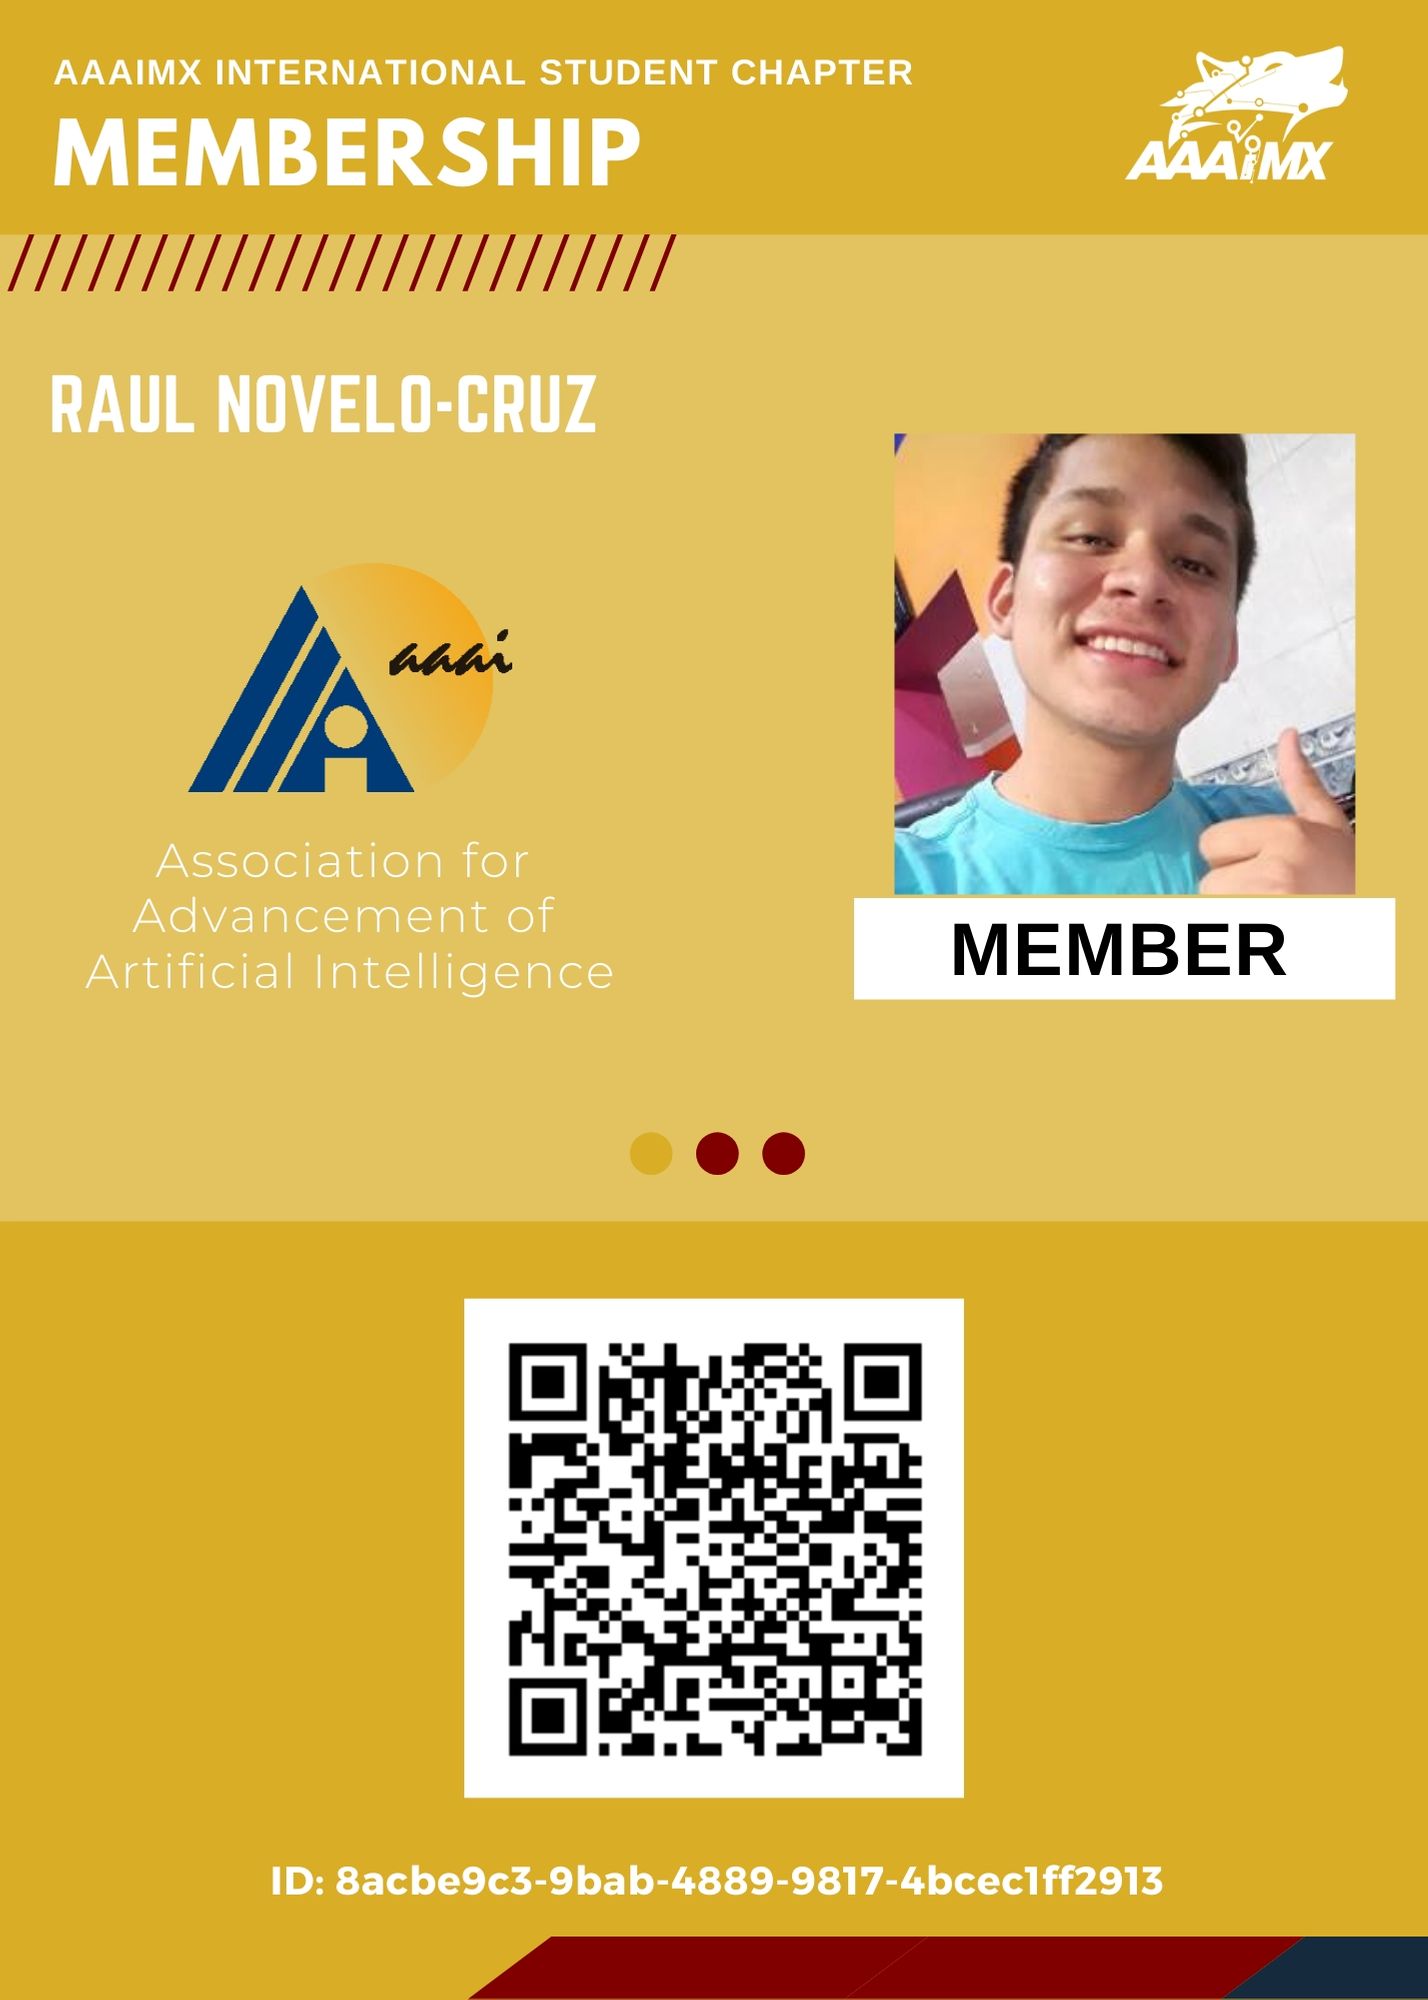 AAAIMX INTERNATIONAL STUDENT CHAPTER
MEMBERSHIP
AAAiMX
RAUL NOVELO-CRUZ
aaai
Association for
Advancement of
Artificial Intelligence
MEMBER
ID: 8acbe9c3-9bab-4889-9817-4bcec1ff2913